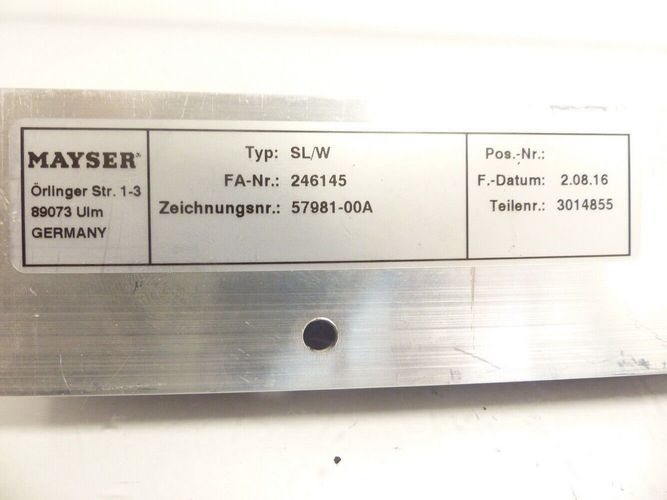 MAYSER®
Örlinger Str. 1-3
89073 Ulm
GERMANY
Typ: SL/W
FA-Nr.: 246145
Zeichnungsnr.: 57981-00A
Pos.-Nr.:
F.-Datum: 2.08.16
Teilenr.: 3014855